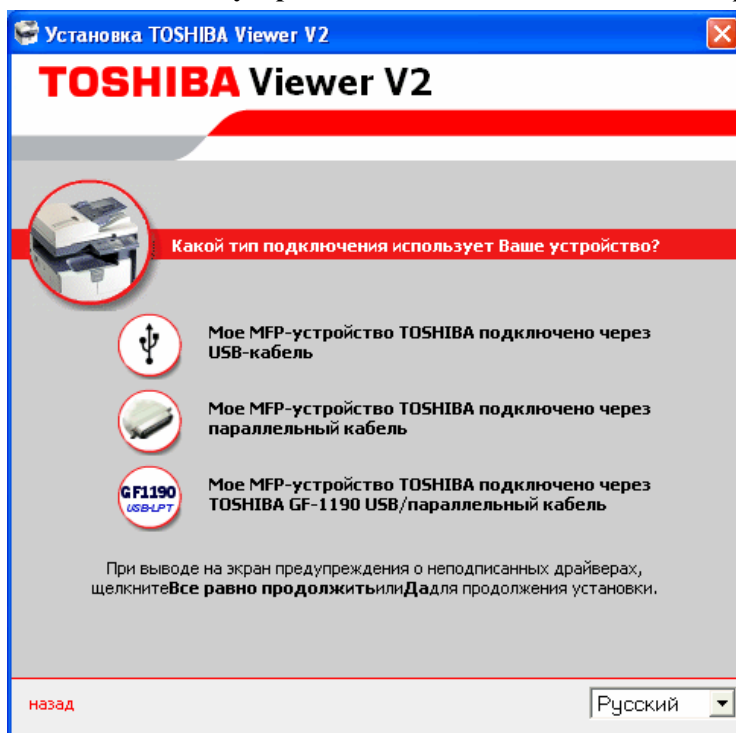 Установка TOSHIBA Viewer V2
TOSHIBA Viewer V2
Какой тип подключения использует Ваше устройство?
Мое MFP-устройство TOSHIBA подключено через
USB-кабель
Мое MFP-устройство TOSHIBA подключено через
параллельный кабель
GF1190
USB-LPT
Мое MFP-устройство TOSHIBA подключено через
TOSHIBA GF-1190 USB/параллельный кабель
При выводе на экран предупреждения о неподписанных драйверах,
щелкнитеВсе равно продолжитьилиДадля продолжения установки.
назад
Русский